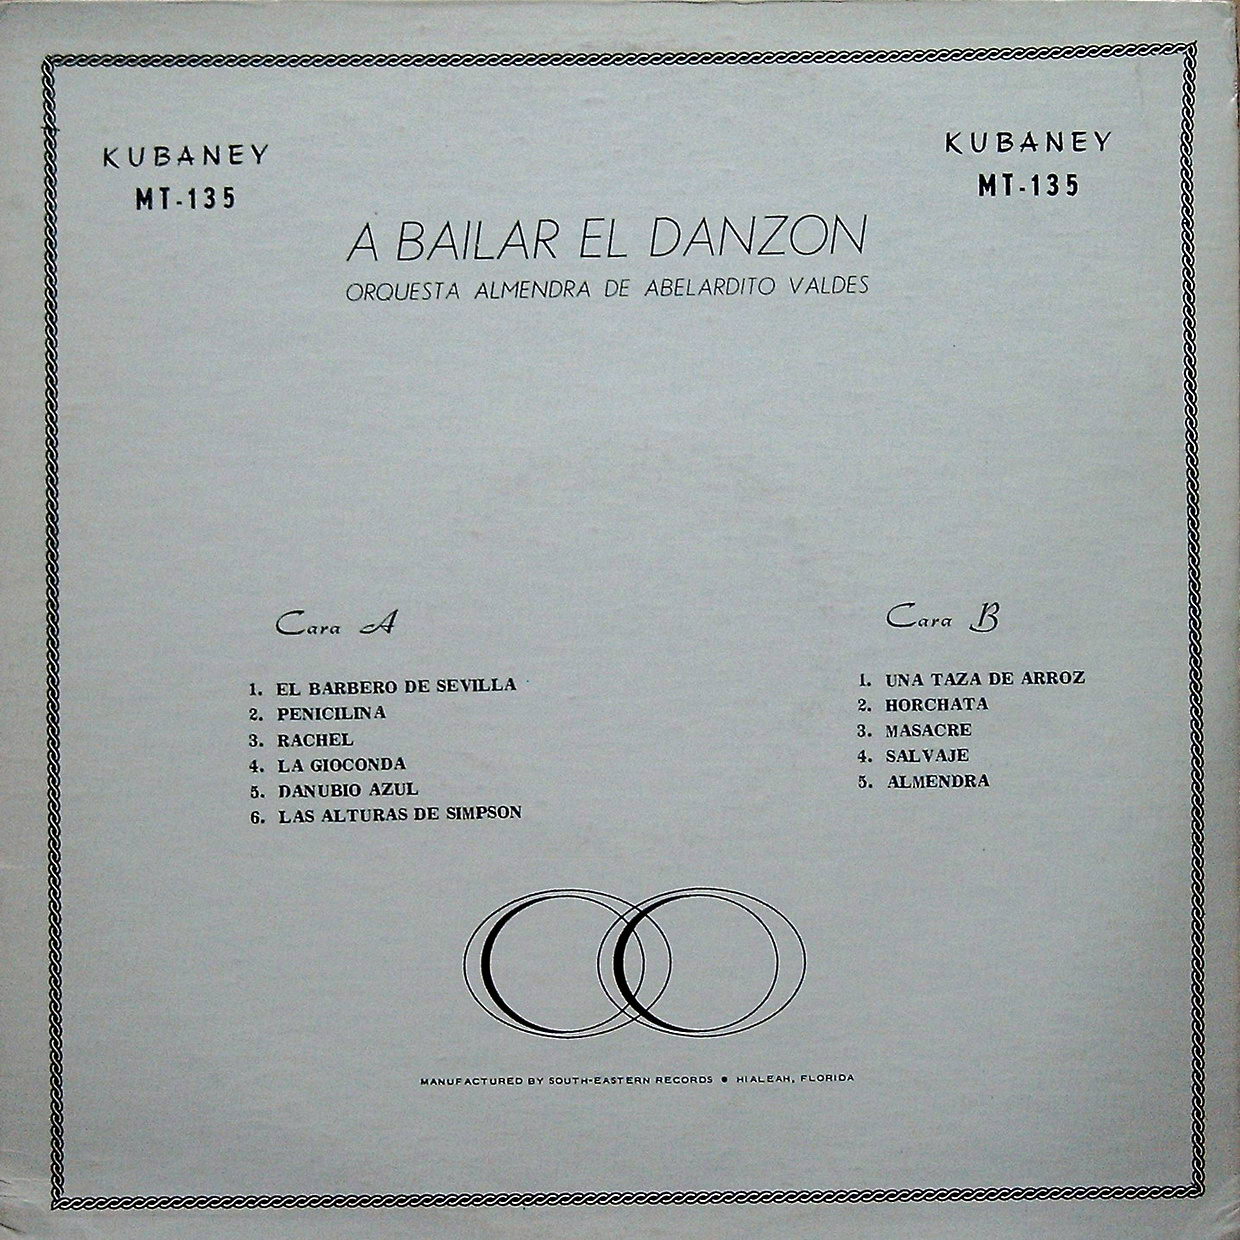 KUBANEY
MT-135
KUBANEY
MT-135
A BAILAR EL DANZON
ORQUESTA ALMENDRA DE ABELARDITO VALDES
Cara A
1. EL BARBERO DE SEVILLA
2. PENICILINA
3. RACHEL
4. LA GIOCONDA
5. DANUBIO AZUL
6. LAS ALTURAS DE SIMPSON
Cara B
1. UNA TAZA DE ARROZ
2. HORCHATA
3. MASACRE
4. SALVAJE
5. ALMENDRA
MANUFACTURED BY SOUTH-EASTERN RECORDS ● HIALEAH, FLORIDA